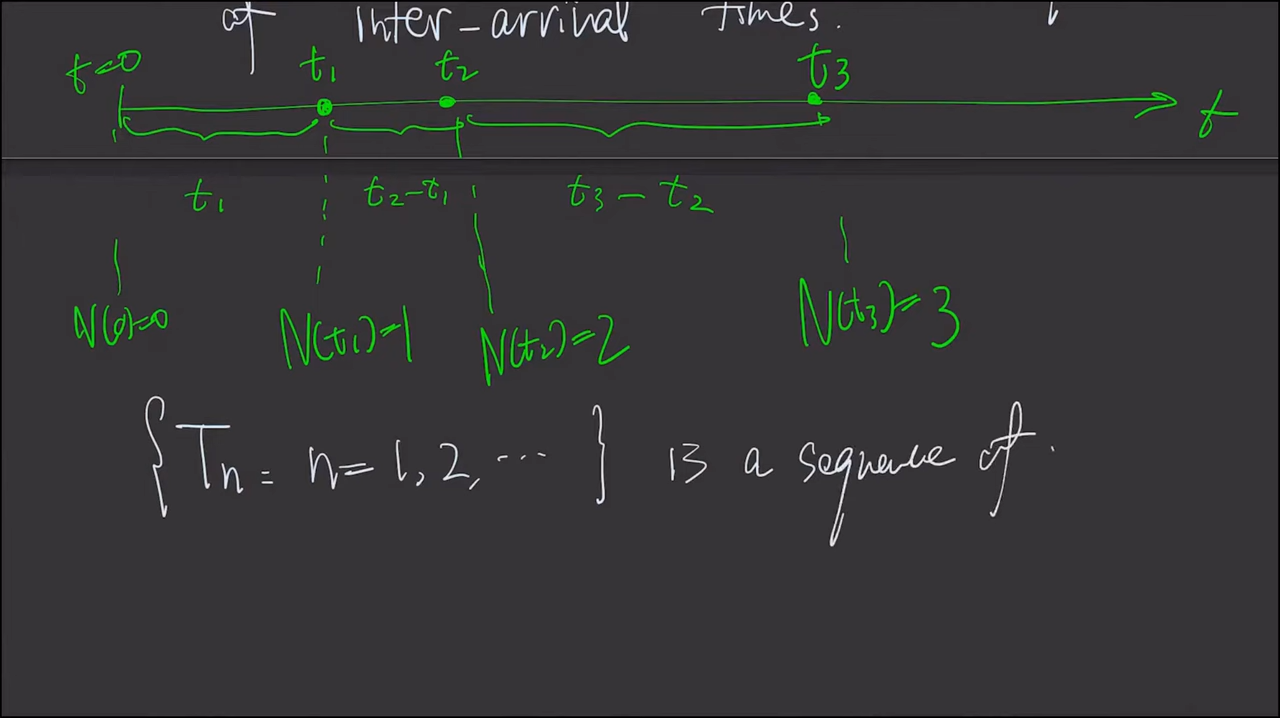 of inter-arrival times.
t=0 t1 t2 t3
t
t1 t2-t1 t3-t2
N(0)=0 N(t1)=1 N(t2)=2 N(t3)=3
{Tn: n=1,2,...} is a sequence of